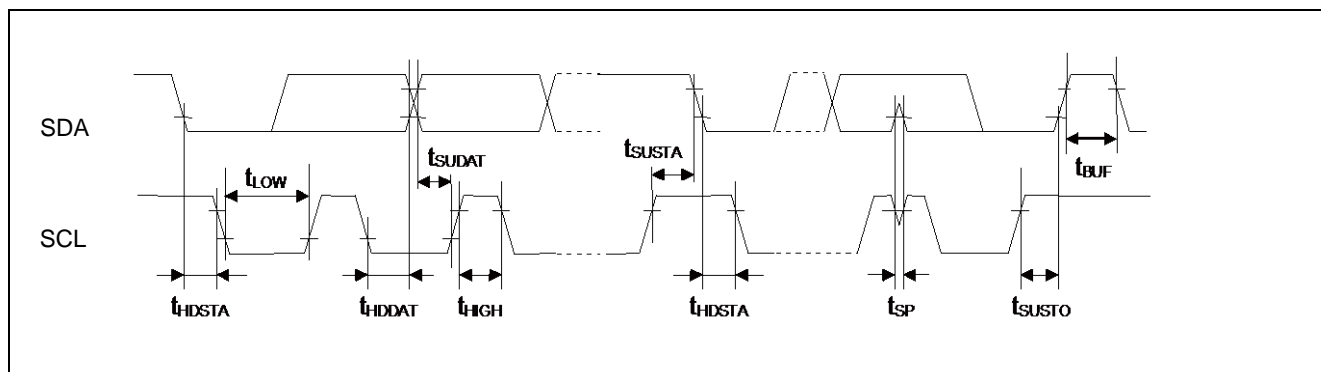 SDA
tSUDAT
tSUSTA
tBUF
tLOW
SCL
tHDSTA
tHDDAT
tHIGH
tHDSTA
tSP
tSUSTO